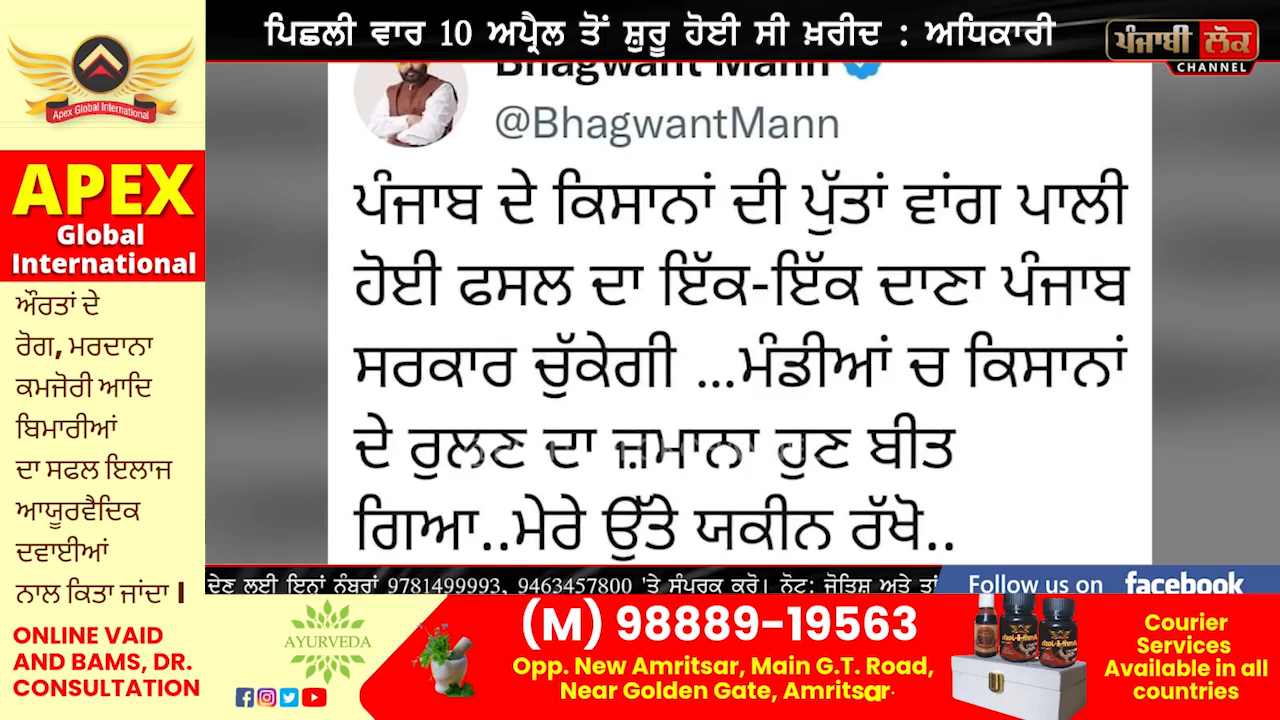 ਪਿਛਲੀ ਵਾਰ 10 ਅਪ੍ਰੈਲ ਤੋਂ ਸ਼ੁਰੂ ਹੋਈ ਸੀ ਖ਼ਰੀਦ : ਅਧਿਕਾਰੀ
ਪੰਜਾਬੀ ਲੋਕ
CHANNEL
Apex Global International
APEX
Global
International
ਔਰਤਾਂ ਦੇ
ਰੋਗ, ਮਰਦਾਨਾ
ਕਮਜੋਰੀ ਆਦਿ
ਬਿਮਾਰੀਆਂ
ਦਾ ਸਫਲ ਇਲਾਜ
ਆਯੂਰਵੈਦਿਕ
ਦਵਾਈਆਂ
ਨਾਲ ਕਿਤਾ ਜਾਂਦਾ ।
ONLINE VAID
AND BAMS, DR.
CONSULTATION
Bhagwant Mann
@BhagwantMann
ਪੰਜਾਬ ਦੇ ਕਿਸਾਨਾਂ ਦੀ ਪੁੱਤਾਂ ਵਾਂਗ ਪਾਲੀ
ਹੋਈ ਫਸਲ ਦਾ ਇੱਕ-ਇੱਕ ਦਾਣਾ ਪੰਜਾਬ
ਸਰਕਾਰ ਚੁੱਕੇਗੀ ...ਮੰਡੀਆਂ ਚ ਕਿਸਾਨਾਂ
ਦੇ ਰੁਲਣ ਦਾ ਜ਼ਮਾਨਾ ਹੁਣ ਬੀਤ
ਗਿਆ..ਮੇਰੇ ਉੱਤੇ ਯਕੀਨ ਰੱਖੋ..
ਦੇਣ ਲਈ ਇਨਾਂ ਨੰਬਰਾਂ 9781499993, 9463457800 'ਤੇ ਸੰਪਰਕ ਕਰੋ। ਨੋਟ: ਜੋਤਿਸ਼ ਅਤੇ ਤਾਂ
Follow us on facebook
AYURVEDA
(M) 98889-19563
Opp. New Amritsar, Main G.T. Road,
Near Golden Gate, Amritsar.
Courier
Services
Available in all
countries